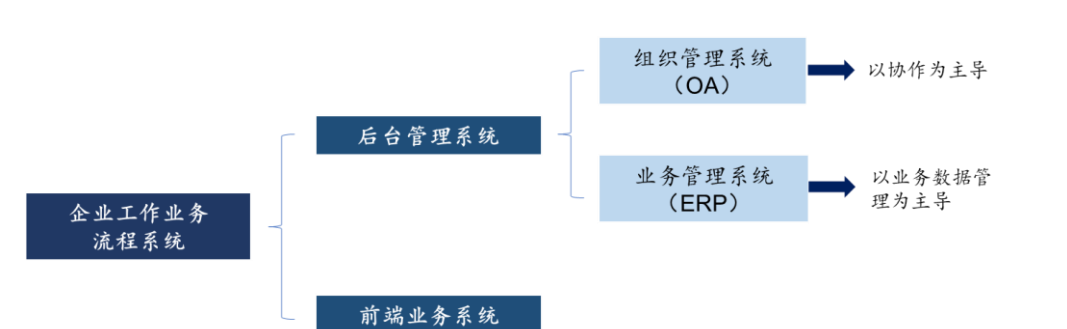 组织管理系统
（OA）
以协作为主导
后台管理系统
业务管理系统
（ERP）
以业务数据管
理为主导
企业工作业务
流程系统
前端业务系统